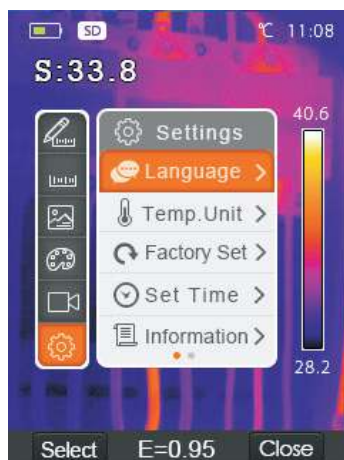 SD °C 11:08
S:33.8
40.6
Settings
Language
Temp.Unit
Factory Set
Set Time
Information
28.2
Select E=0.95 Close